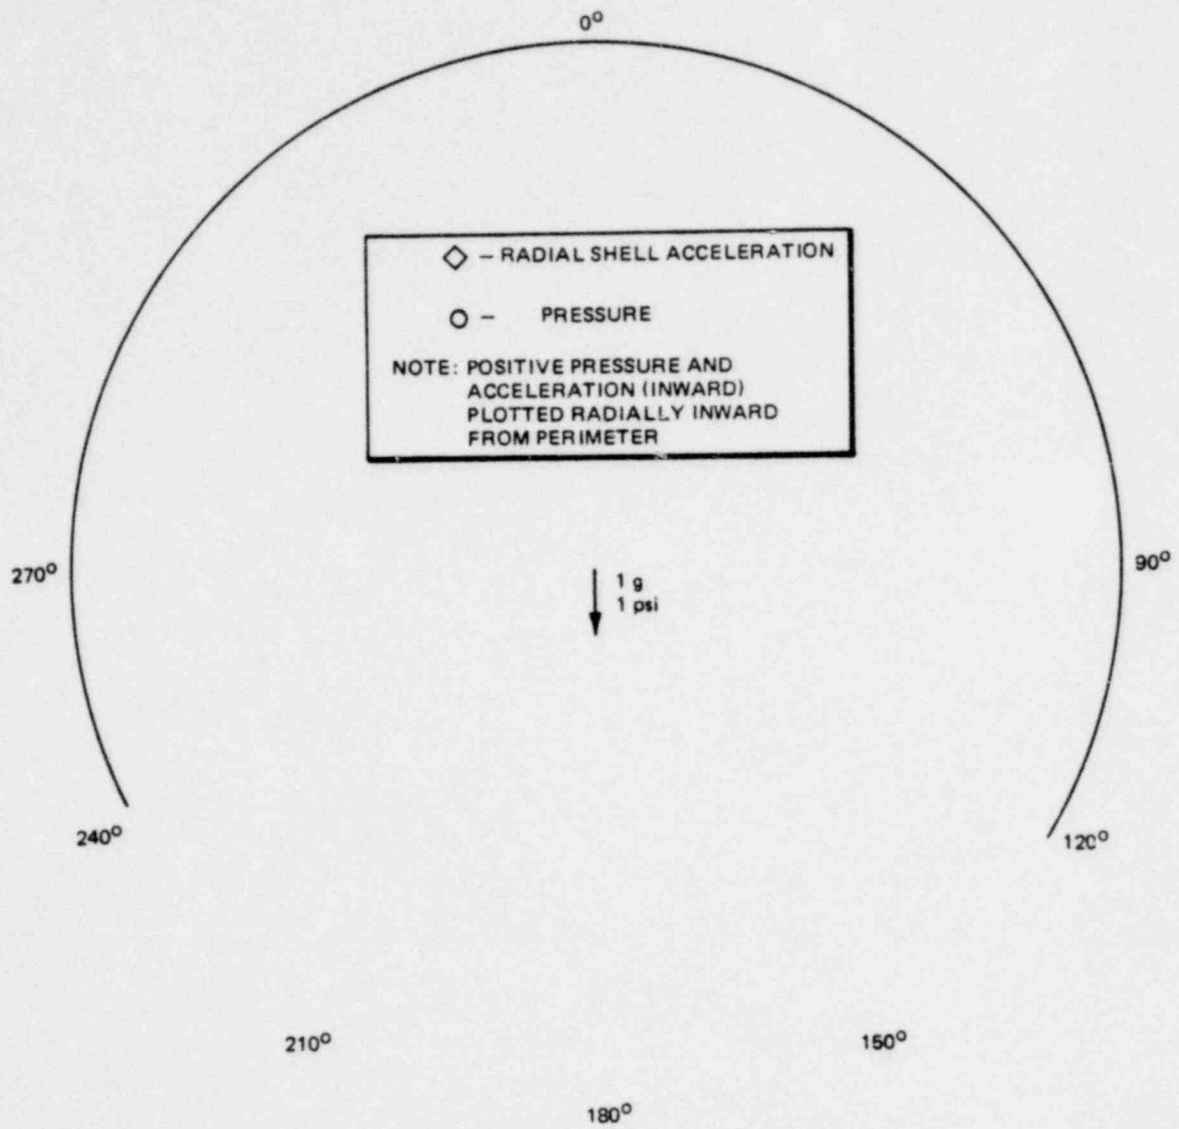 0°
◇ – RADIAL SHELL ACCELERATION
○ – PRESSURE
NOTE: POSITIVE PRESSURE AND
ACCELERATION (INWARD)
PLOTTED RADIALLY INWARD
FROM PERIMETER
270°
1 g
1 psi
90°
240°
120°
210°
150°
180°